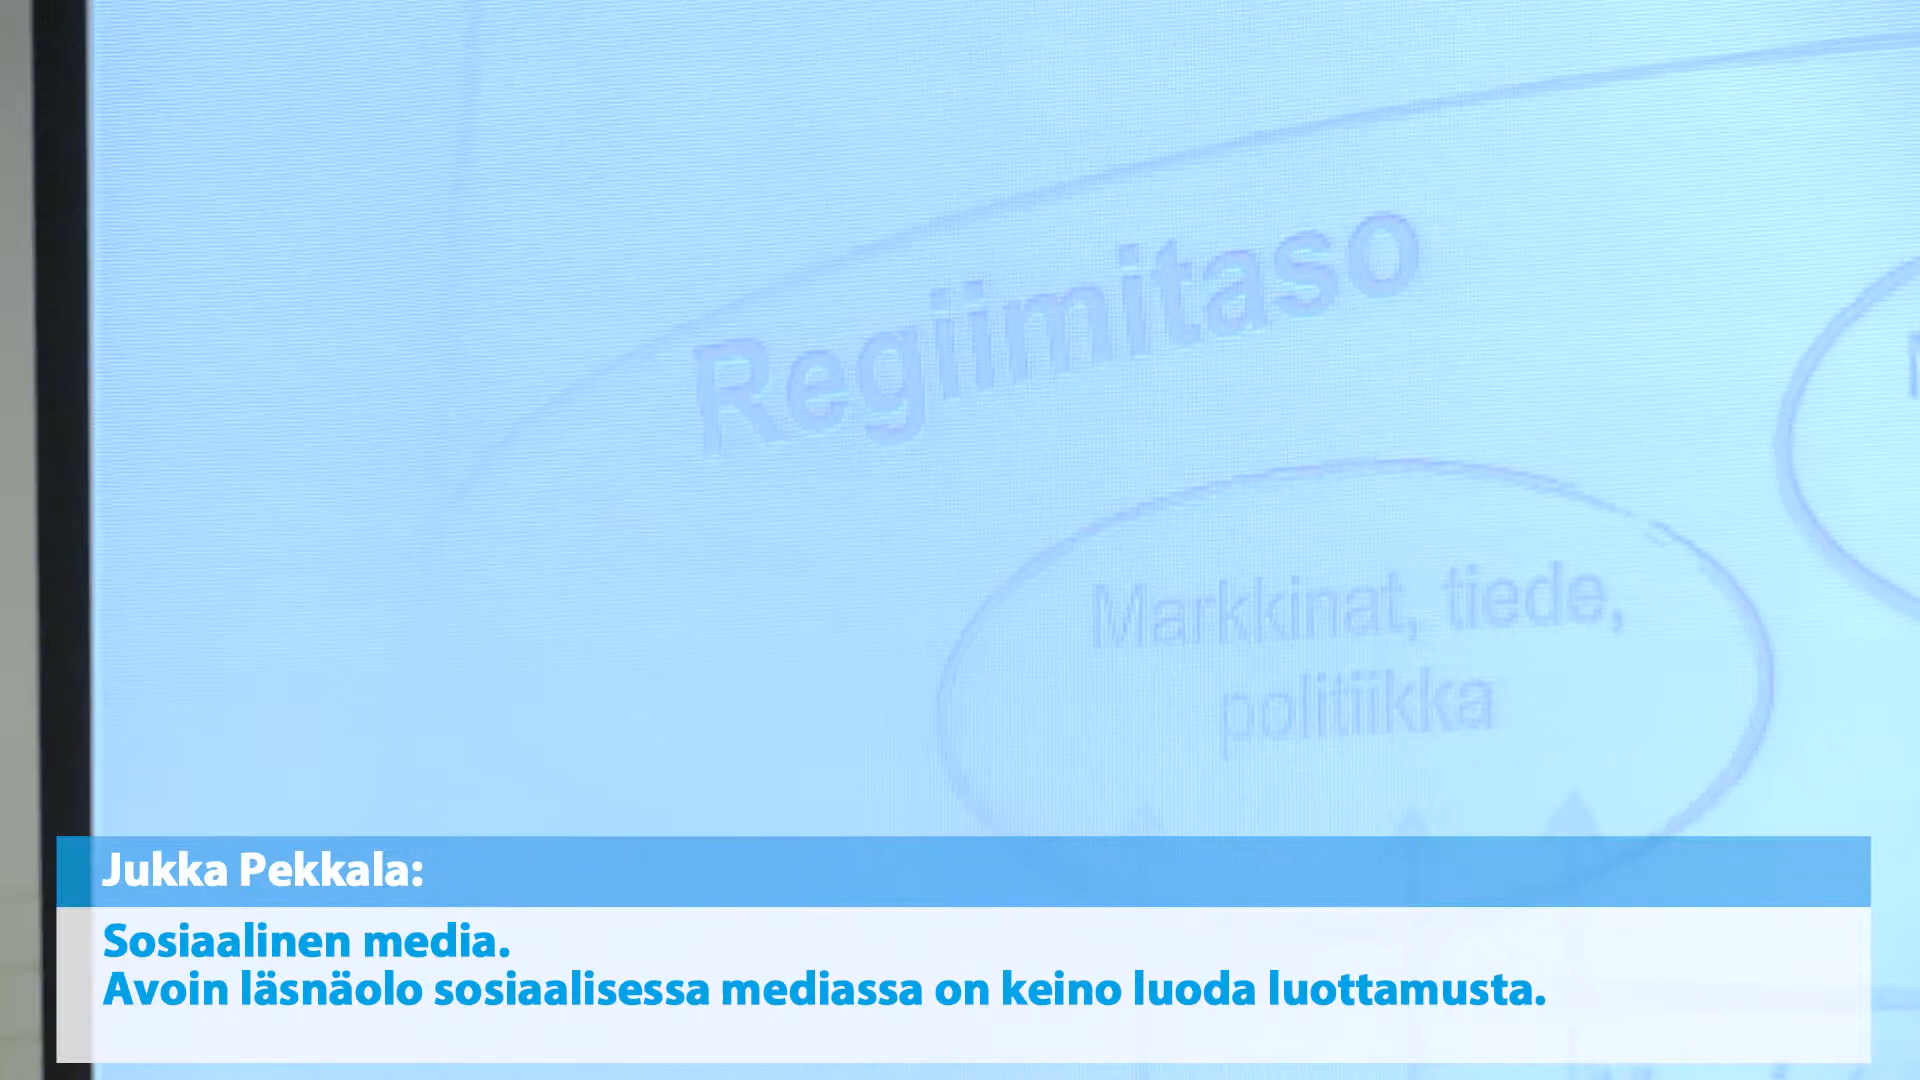 Regiimitaso
Markkinat, tiede,
politiikka
Jukka Pekkala:
Sosiaalinen media.
Avoin läsnäolo sosiaalisessa mediassa on keino luoda luottamusta.